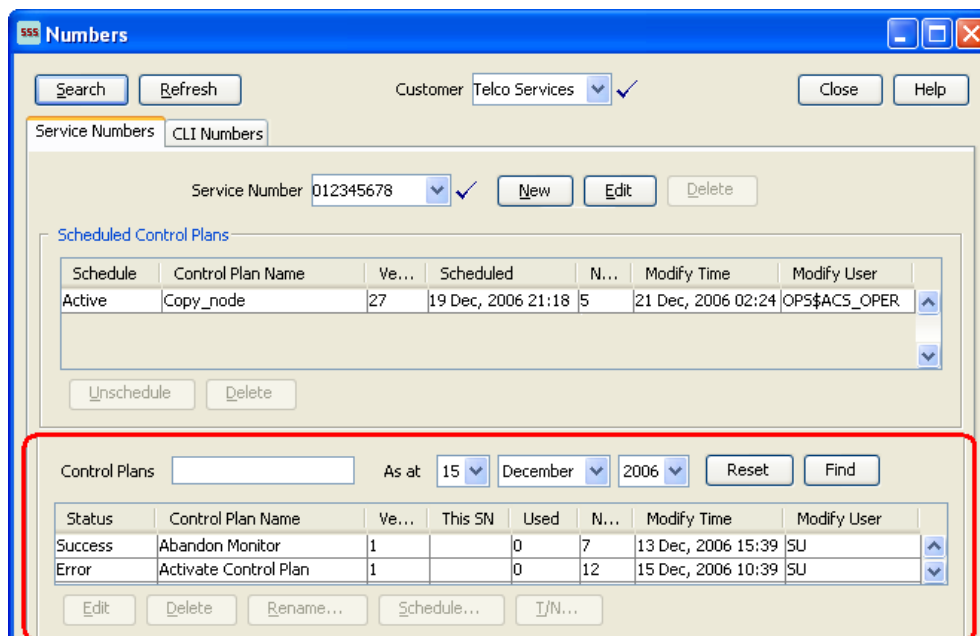 SSS Numbers
Search Refresh Customer Telco Services Close Help
Service Numbers CLI Numbers
Service Number 012345678 New Edit Delete
Scheduled Control Plans
Schedule Control Plan Name Ve... Scheduled N... Modify Time Modify User
Active Copy_node 27 19 Dec, 2006 21:18 5 21 Dec, 2006 02:24 OPS$ACS_OPER
Unschedule Delete
Control Plans As at 15 December 2006 Reset Find
Status Control Plan Name Ve... This SN Used N... Modify Time Modify User
Success Abandon Monitor 1 0 7 13 Dec, 2006 15:39 SU
Error Activate Control Plan 1 0 12 15 Dec, 2006 10:39 SU
Edit Delete Rename... Schedule... T/N...